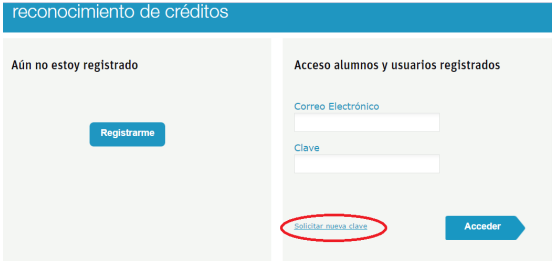 reconocimiento de créditos
Aún no estoy registrado
Registrarme
Acceso alumnos y usuarios registrados
Correo Electrónico
Clave
Solicitar nueva clave
Acceder